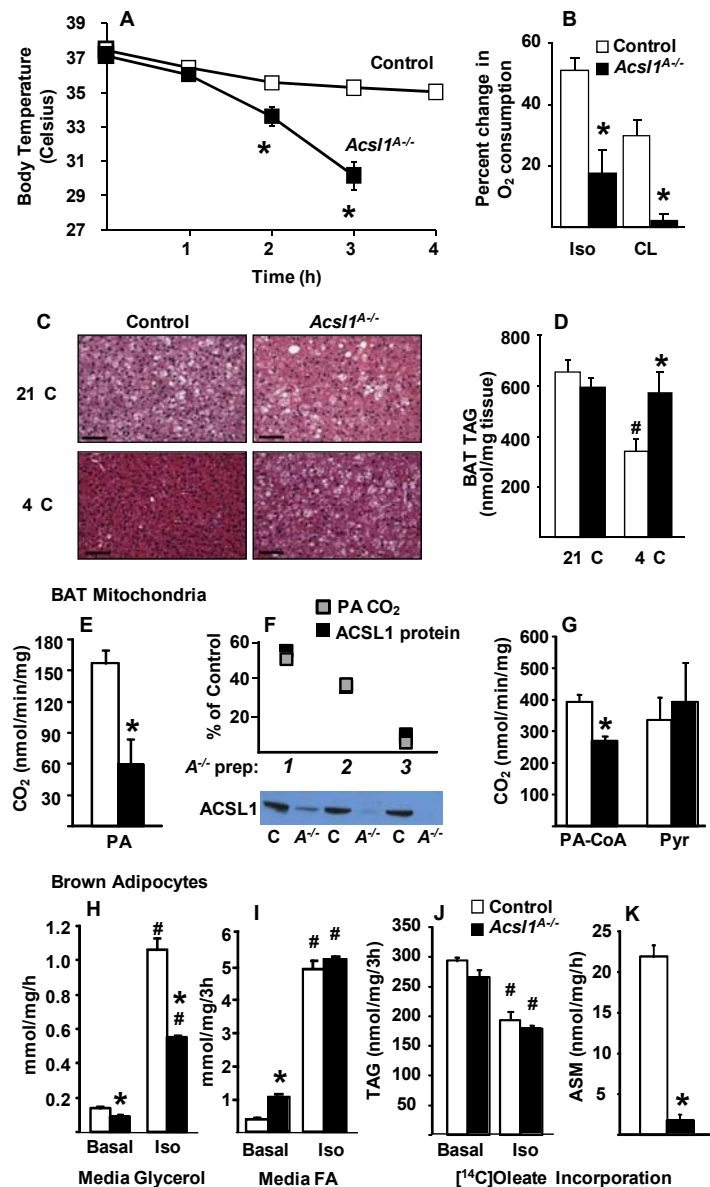 A
Body Temperature
(Celsius)
37
35
33
31
29
27
Control
Acsl1A-/-
*
*
1
2
3
4
Time (h)
B
Control
Acsl1A-/-
Percent change in
O2 consumption
60
40
20
*
*
Iso
CL
C
Control
Acsl1A-/-
21 C
4 C
D
BAT TAG
(nmol/mg tissue)
800
600
400
200
#
*
21 C
4 C
BAT Mitochondria
E
CO2 (nmol/min/mg)
180
150
120
90
60
30
*
PA
F
PA CO2
ACSL1 protein
% of Control
60
40
20
A-/- prep:
1
2
3
ACSL1
C
A-/-
C
A-/-
C
A-/-
G
CO2 (nmol/min/mg)
600
500
400
300
200
100
*
PA-CoA
Pyr
Brown Adipocytes
H
mmol/mg/h
1.2
1.0
0.8
0.6
0.4
0.2
*
#
*
#
Basal
Iso
Media Glycerol
I
mmol/mg/3h
6
5
4
3
2
1
*
#
#
Basal
Iso
Media FA
J
Control
Acsl1A-/-
TAG (nmol/mg/3h)
350
300
250
200
150
100
50
#
#
Basal
Iso
K
ASM (nmol/mg/h)
25
20
15
10
5
*
[14C]Oleate Incorporation